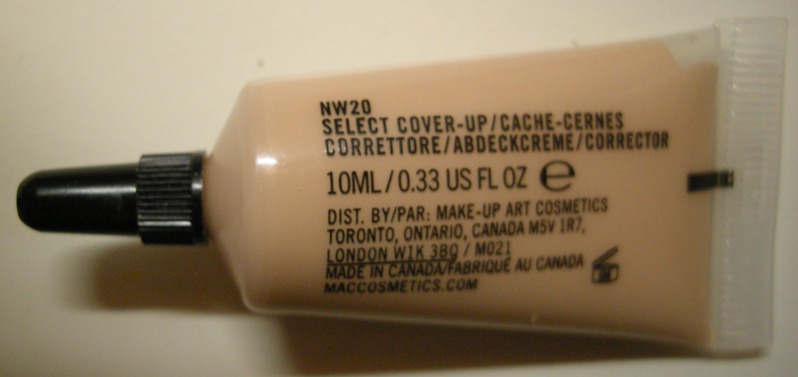 NW20
SELECT COVER-UP/CACHE-CERNES
CORRETTORE/ABDECKCREME/CORRECTOR
10ML/0.33 US FL OZ ℮
DIST. BY/PAR: MAKE-UP ART COSMETICS
TORONTO, ONTARIO, CANADA M5V 1R7,
LONDON W1K 3BQ / M021
MADE IN CANADA/FABRIQUÉ AU CANADA
MACCOSMETICS.COM